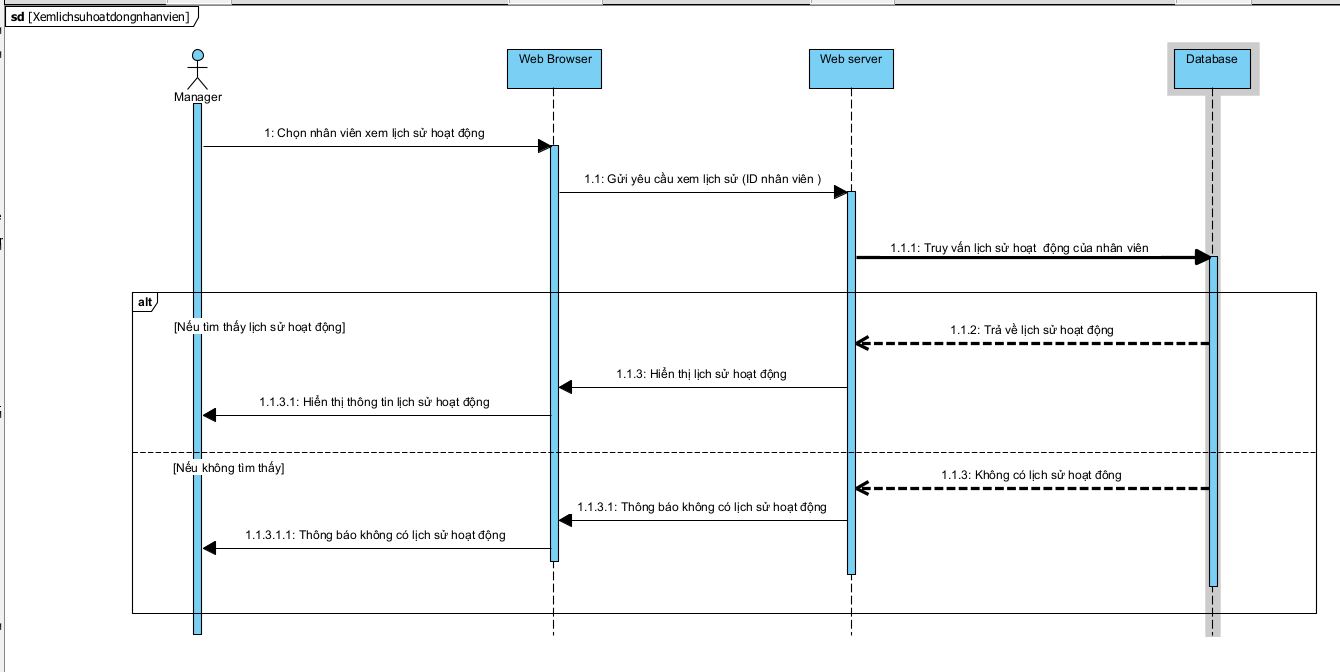 sd [Xemlichsuhoatdongnhanvien]
Manager
Web Browser
Web server
Database
1: Chọn nhân viên xem lịch sử hoạt động
1.1: Gửi yêu cầu xem lịch sử (ID nhân viên )
1.1.1: Truy vấn lịch sử hoạt động của nhân viên
alt
[Nếu tìm thấy lịch sử hoạt động]
1.1.2: Trả về lịch sử hoạt động
1.1.3: Hiển thị lịch sử hoạt động
1.1.3.1: Hiển thị thông tin lịch sử hoạt động
[Nếu không tìm thấy]
1.1.3: Không có lịch sử hoạt đông
1.1.3.1: Thông báo không có lịch sử hoạt động
1.1.3.1.1: Thông báo không có lịch sử hoạt động